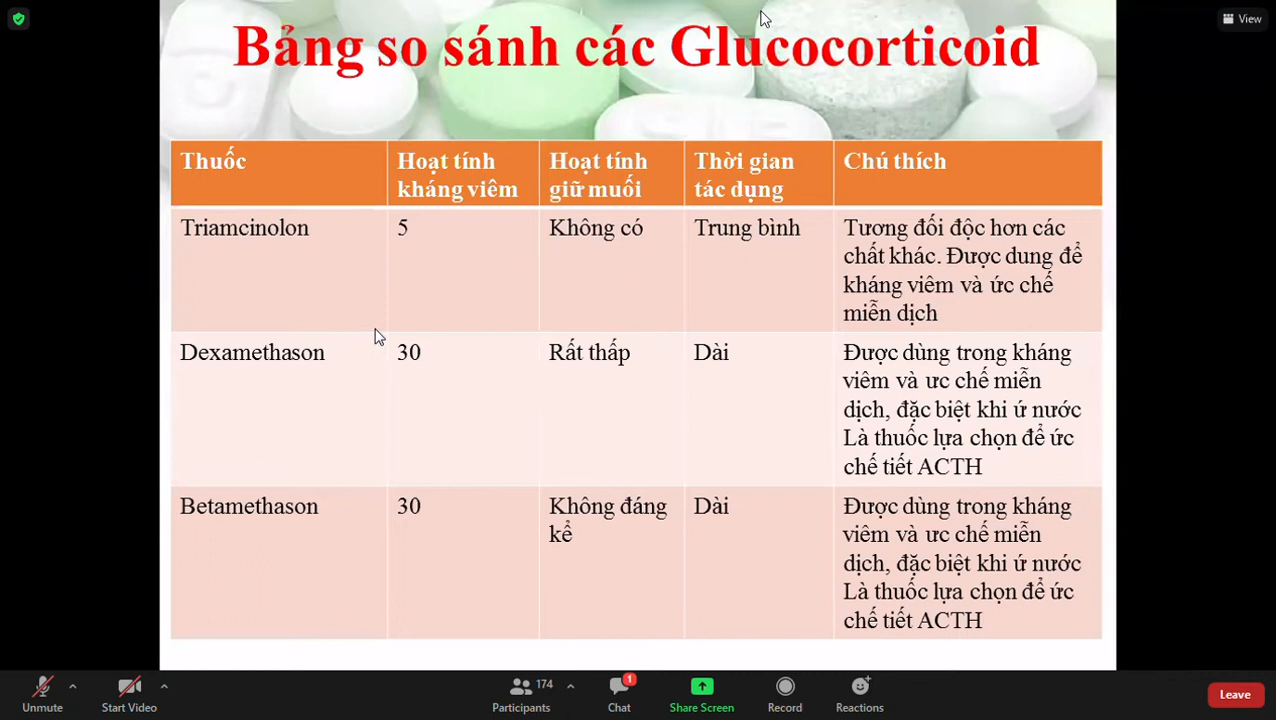 View
Bảng so sánh các Glucocorticoid
Thuốc
Hoạt tính
kháng viêm
Hoạt tính
giữ muối
Thời gian
tác dụng
Chú thích
Triamcinolon
5
Không có
Trung bình
Tương đối độc hơn các
chất khác. Được dung để
kháng viêm và ức chế
miễn dịch
Dexamethason
30
Rất thấp
Dài
Được dùng trong kháng
viêm và ưc chế miễn
dịch, đặc biệt khi ứ nước
Là thuốc lựa chọn để ức
chế tiết ACTH
Betamethason
30
Không đáng
kể
Dài
Được dùng trong kháng
viêm và ưc chế miễn
dịch, đặc biệt khi ứ nước
Là thuốc lựa chọn để ức
chế tiết ACTH
Unmute
Start Video
174
Participants
1
Chat
Share Screen
Record
Reactions
Leave